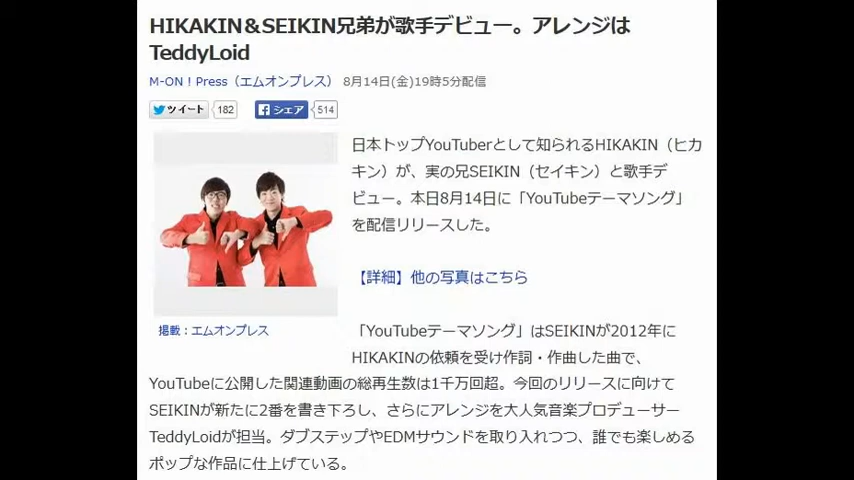 HIKAKIN&SEIKIN兄弟が歌手デビュー。アレンジは
TeddyLoid
M-ON！Press（エムオンプレス） 8月14日(金)19時5分配信
ツイート 182 シェア 514
日本トップYouTuberとして知られるHIKAKIN（ヒカ
キン）が、実の兄SEIKIN（セイキン）と歌手デ
ビュー。本日8月14日に「YouTubeテーマソング」
を配信リリースした。
【詳細】他の写真はこちら
掲載：エムオンプレス
「YouTubeテーマソング」はSEIKINが2012年に
HIKAKINの依頼を受け作詞・作曲した曲で、
YouTubeに公開した関連動画の総再生数は1千万回超。今回のリリースに向けて
SEIKINが新たに2番を書き下ろし、さらにアレンジを大人気音楽プロデューサー
TeddyLoidが担当。ダブステップやEDMサウンドを取り入れつつ、誰でも楽しめる
ポップな作品に仕上げている。